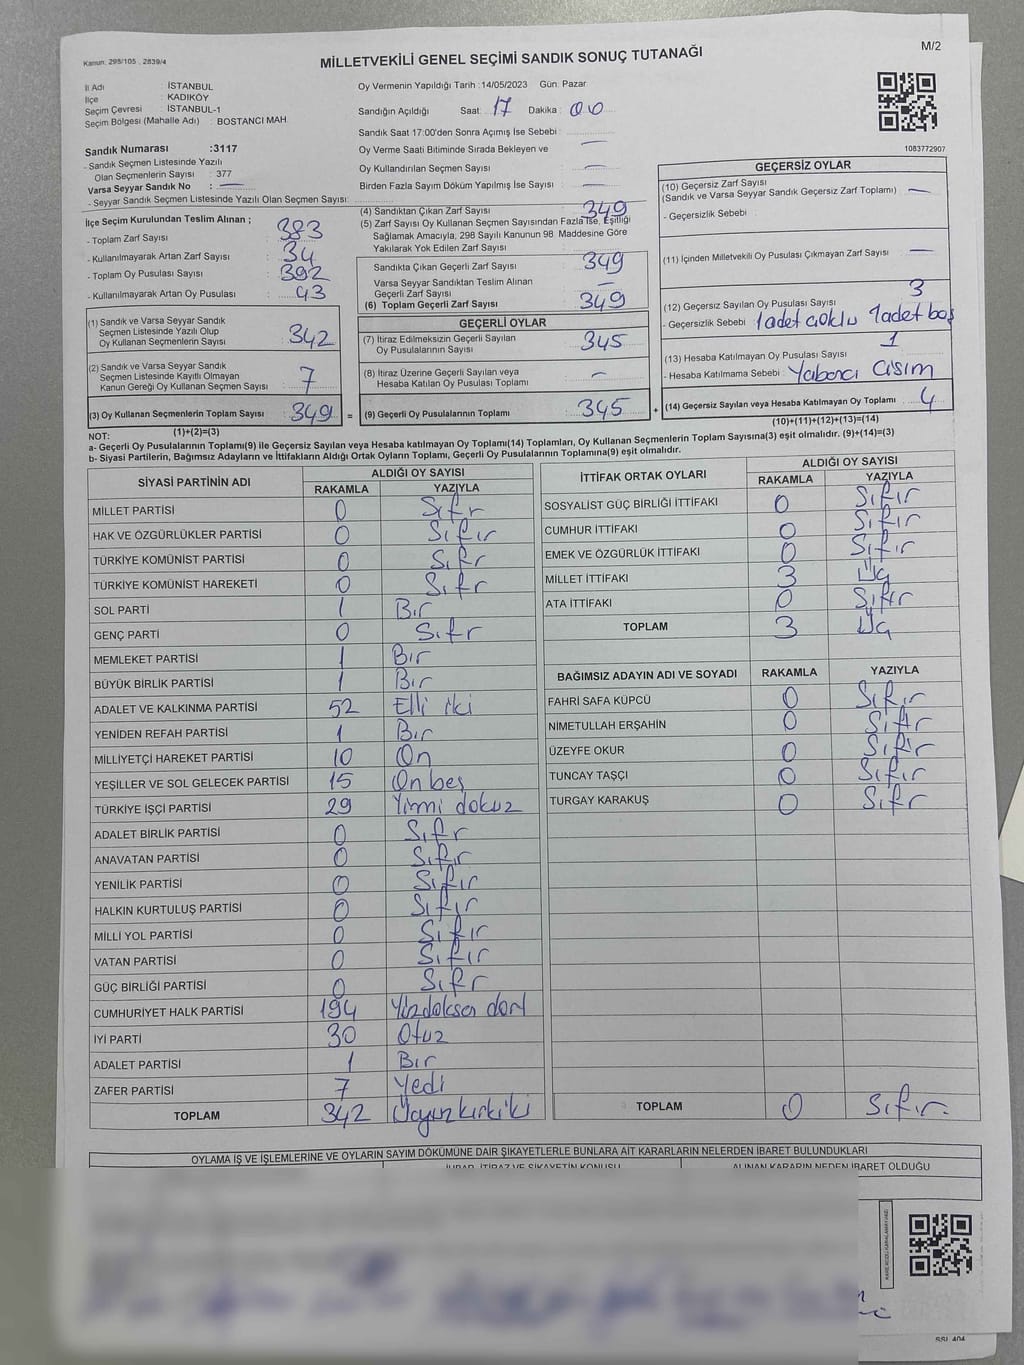 Kanun: 298/105 , 2839/4
MİLLETVEKİLİ GENEL SEÇİMİ SANDIK SONUÇ TUTANAĞI
M/2
İl Adı : İSTANBUL
İlçe : KADIKÖY
Seçim Çevresi : İSTANBUL-1
Seçim Bölgesi (Mahalle Adı) : BOSTANCI MAH.
Sandık Numarası :3117
- Sandık Seçmen Listesinde Yazılı
Olan Seçmenlerin Sayısı : 377
Varsa Seyyar Sandık No : —
- Seyyar Sandık Seçmen Listesinde Yazılı Olan Seçmen Sayısı:
Oy Vermenin Yapıldığı Tarih :14/05/2023 Gün: Pazar
Sandığın Açıldığı Saat: 17 Dakika : 00
Sandık Saat 17:00'den Sonra Açılmış İse Sebebi :
Oy Verme Saati Bitiminde Sırada Bekleyen ve —
Oy Kullandırılan Seçmen Sayısı : —
Birden Fazla Sayım Döküm Yapılmış İse Sayısı : —
1083772907
GEÇERSİZ OYLAR
(10) Geçersiz Zarf Sayısı
(Sandık ve Varsa Seyyar Sandık Geçersiz Zarf Toplamı) : —
- Geçersizlik Sebebi :
(11) İçinden Milletvekili Oy Pusulası Çıkmayan Zarf Sayısı : —
(12) Geçersiz Sayılan Oy Pusulası Sayısı : 3
- Geçersizlik Sebebi : 1 adet çoklu 1 adet boş
(13) Hesaba Katılmayan Oy Pusulası Sayısı : 1
- Hesaba Katılmama Sebebi : Yabancı cisim
(14) Geçersiz Sayılan veya Hesaba Katılmayan Oy Toplamı : 4
(10)+(11)+(12)+(13)=(14)
İlçe Seçim Kurulundan Teslim Alınan ;
- Toplam Zarf Sayısı : 383
- Kullanılmayarak Artan Zarf Sayısı : 34
- Toplam Oy Pusulası Sayısı : 392
- Kullanılmayarak Artan Oy Pusulası : 43
(4) Sandıktan Çıkan Zarf Sayısı : 349
(5) Zarf Sayısı Oy Kullanan Seçmen Sayısından Fazla İse, Eşitliği
Sağlamak Amacıyla, 298 Sayılı Kanunun 98. Maddesine Göre
Yakılarak Yok Edilen Zarf Sayısı :
Sandıkta Çıkan Geçerli Zarf Sayısı : 349
Varsa Seyyar Sandıktan Teslim Alınan
Geçerli Zarf Sayısı : —
(6) Toplam Geçerli Zarf Sayısı : 349
(1) Sandık ve Varsa Seyyar Sandık
Seçmen Listesinde Yazılı Olup
Oy Kullanan Seçmenlerin Sayısı : 342
(2) Sandık ve Varsa Seyyar Sandık
Seçmen Listesinde Kayıtlı Olmayan
Kanun Gereği Oy Kullanan Seçmen Sayısı : 7
(3) Oy Kullanan Seçmenlerin Toplam Sayısı : 349 =
(1)+(2)=(3)
GEÇERLİ OYLAR
(7) İtiraz Edilmeksizin Geçerli Sayılan
Oy Pusulalarının Sayısı : 345
(8) İtiraz Üzerine Geçerli Sayılan veya
Hesaba Katılan Oy Pusulası Toplamı : —
(9) Geçerli Oy Pusulalarının Toplamı : 345 +
NOT:
a- Geçerli Oy Pusulalarının Toplamı(9) ile Geçersiz Sayılan veya Hesaba katılmayan Oy Toplamı(14) Toplamları, Oy Kullanan Seçmenlerin Toplam Sayısına(3) eşit olmalıdır. (9)+(14)=(3)
b- Siyasi Partilerin, Bağımsız Adayların ve İttifakların Aldığı Ortak Oyların Toplamı, Geçerli Oy Pusulalarının Toplamına(9) eşit olmalıdır.
SİYASİ PARTİNİN ADI ALDIĞI OY SAYISI
RAKAMLA YAZIYLA
MİLLET PARTİSİ 0 Sıfr
HAK VE ÖZGÜRLÜKLER PARTİSİ 0 Sıfır
TÜRKİYE KOMÜNİST PARTİSİ 0 Sıfr
TÜRKİYE KOMÜNİST HAREKETİ 0 Sıfr
SOL PARTİ 1 Bir
GENÇ PARTİ 0 Sıfr
MEMLEKET PARTİSİ 1 Bir
BÜYÜK BİRLİK PARTİSİ 1 Bir
ADALET VE KALKINMA PARTİSİ 52 Elli iki
YENİDEN REFAH PARTİSİ 1 Bir
MİLLİYETÇİ HAREKET PARTİSİ 10 On
YEŞİLLER VE SOL GELECEK PARTİSİ 15 On beş
TÜRKİYE İŞÇİ PARTİSİ 29 Yirmi dokuz
ADALET BİRLİK PARTİSİ 0 Sıfr
ANAVATAN PARTİSİ 0 Sıfır
YENİLİK PARTİSİ 0 Sıfır
HALKIN KURTULUŞ PARTİSİ 0 Sıfır
MİLLİ YOL PARTİSİ 0 Sıfır
VATAN PARTİSİ 0 Sıfır
GÜÇ BİRLİĞİ PARTİSİ 0 Sıfr
CUMHURİYET HALK PARTİSİ 194 Yüzdoksan dört
İYİ PARTİ 30 Otuz
ADALET PARTİSİ 1 Bir
ZAFER PARTİSİ 7 Yedi
TOPLAM 342 Üçyüzkırkiki
İTTİFAK ORTAK OYLARI ALDIĞI OY SAYISI
RAKAMLA YAZIYLA
SOSYALİST GÜÇ BİRLİĞİ İTTİFAKI 0 Sıfır
CUMHUR İTTİFAKI 0 Sıfır
EMEK VE ÖZGÜRLÜK İTTİFAKI 0 Sıfır
MİLLET İTTİFAKI 3 Üç
ATA İTTİFAKI 0 Sıfır
TOPLAM 3 Üç
BAĞIMSIZ ADAYIN ADI VE SOYADI RAKAMLA YAZIYLA
FAHRİ SAFA KÜPCÜ 0 Sıfır
NİMETULLAH ERŞAHİN 0 Sıfır
ÜZEYFE OKUR 0 Sıfır
TUNCAY TAŞÇI 0 Sıfır
TURGAY KARAKUŞ 0 Sıfr
TOPLAM 0 Sıfır.
OYLAMA İŞ VE İŞLEMLERİNE VE OYLARIN SAYIM DÖKÜMÜNE DAİR ŞİKAYETLERLE BUNLARA AİT KARARLARIN NELERDEN İBARET BULUNDUKLARI
ALINAN KARARIN NEDEN İBARET OLDUĞU